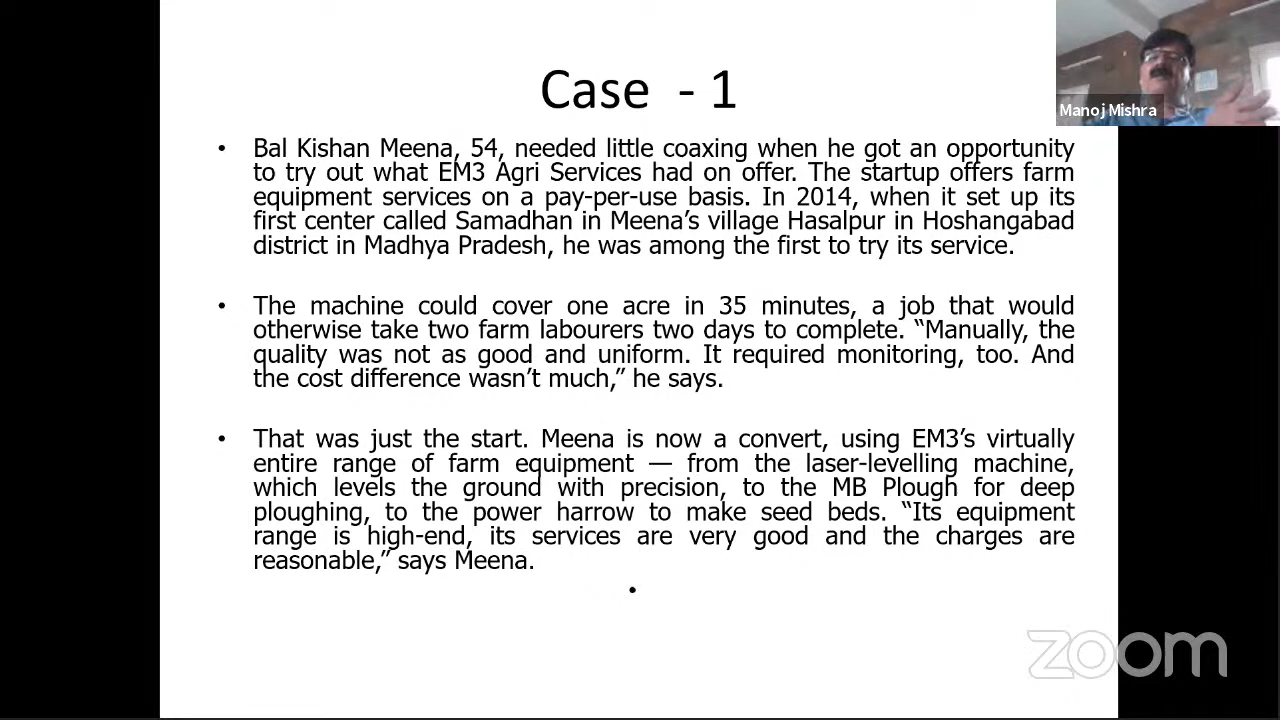 Case - 1
Manoj Mishra
• Bal Kishan Meena, 54, needed little coaxing when he got an opportunity
to try out what EM3 Agri Services had on offer. The startup offers farm
equipment services on a pay-per-use basis. In 2014, when it set up its
first center called Samadhan in Meena’s village Hasalpur in Hoshangabad
district in Madhya Pradesh, he was among the first to try its service.
• The machine could cover one acre in 35 minutes, a job that would
otherwise take two farm labourers two days to complete. “Manually, the
quality was not as good and uniform. It required monitoring, too. And
the cost difference wasn’t much,” he says.
• That was just the start. Meena is now a convert, using EM3’s virtually
entire range of farm equipment — from the laser-levelling machine,
which levels the ground with precision, to the MB Plough for deep
ploughing, to the power harrow to make seed beds. “Its equipment
range is high-end, its services are very good and the charges are
reasonable,” says Meena.
•
zoom